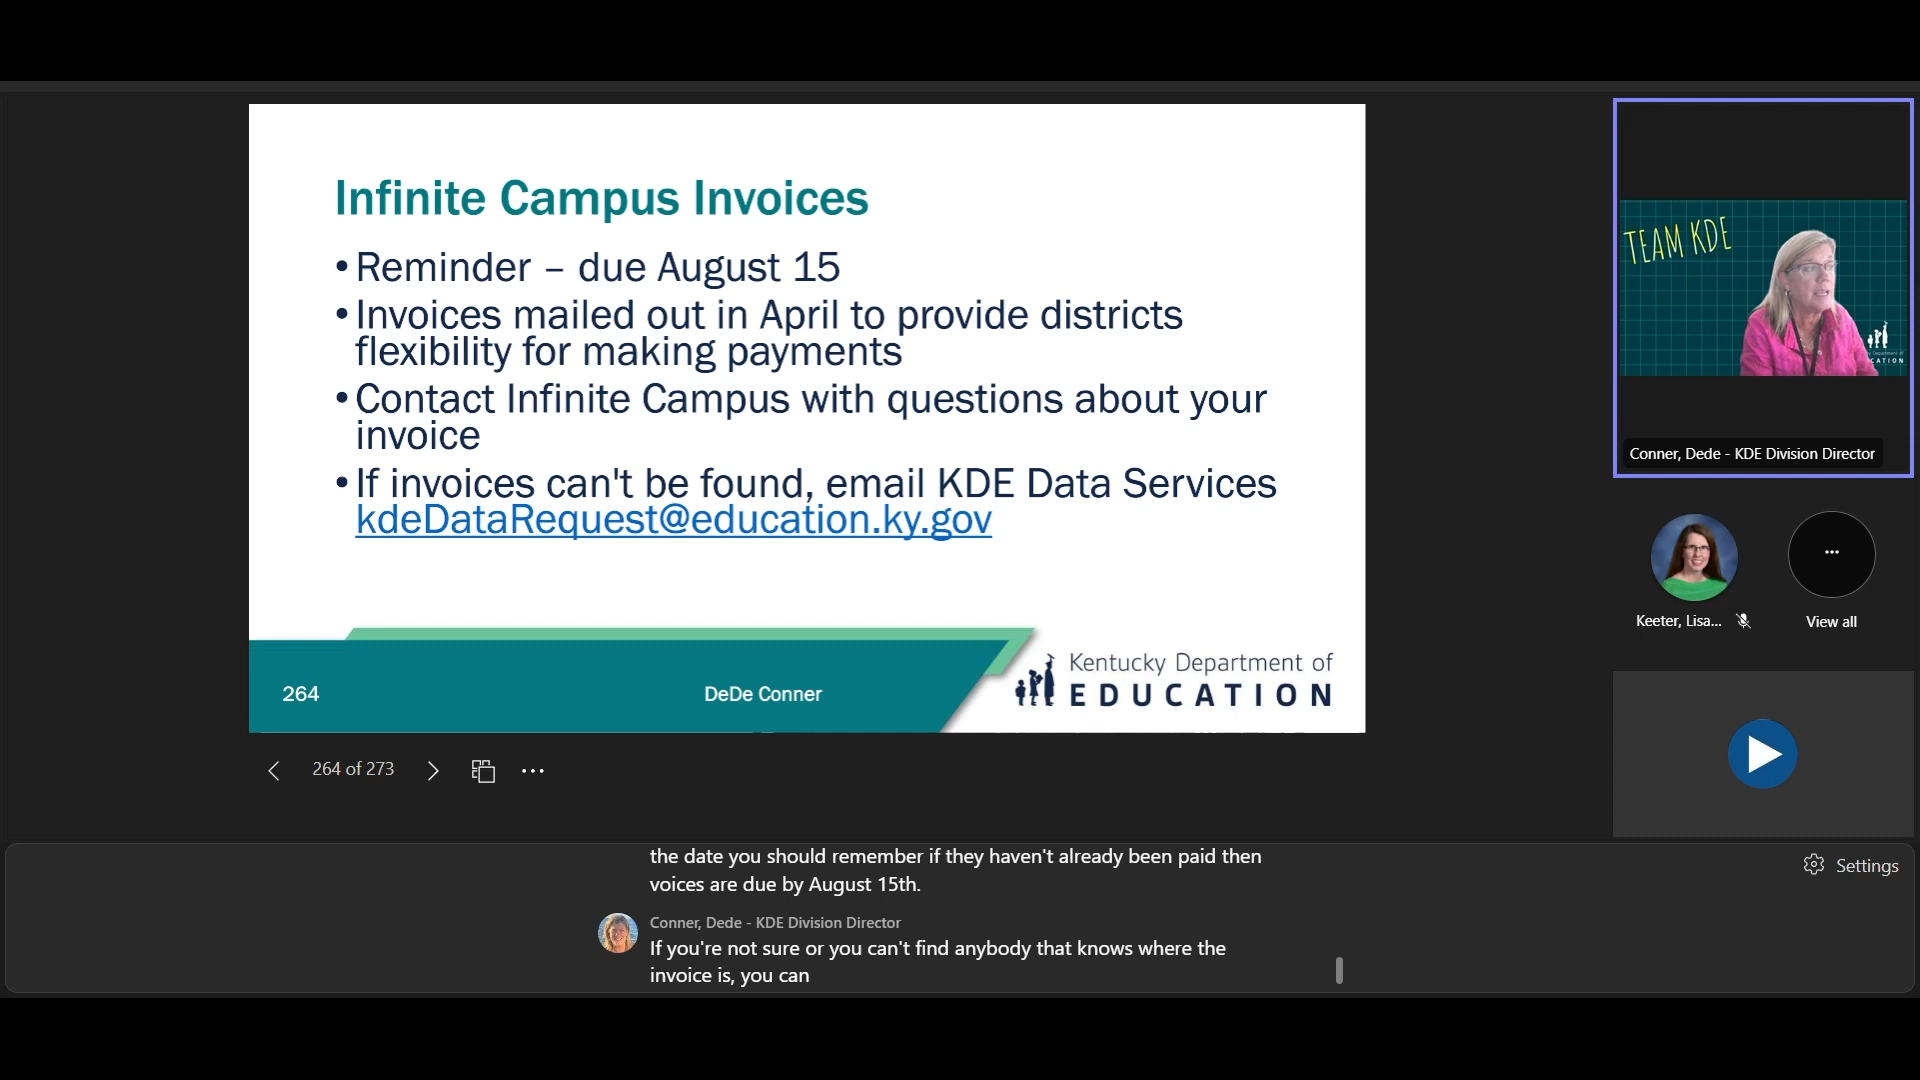 Infinite Campus Invoices
•Reminder – due August 15
•Invoices mailed out in April to provide districts
flexibility for making payments
•Contact Infinite Campus with questions about your
invoice
•If invoices can't be found, email KDE Data Services
kdeDataRequest@education.ky.gov
264
DeDe Conner
Kentucky Department of
EDUCATION
264 of 273
TEAM KDE
Conner, Dede - KDE Division Director
Keeter, Lisa...
View all
the date you should remember if they haven't already been paid then
voices are due by August 15th.
Settings
Conner, Dede - KDE Division Director
If you're not sure or you can't find anybody that knows where the
invoice is, you can